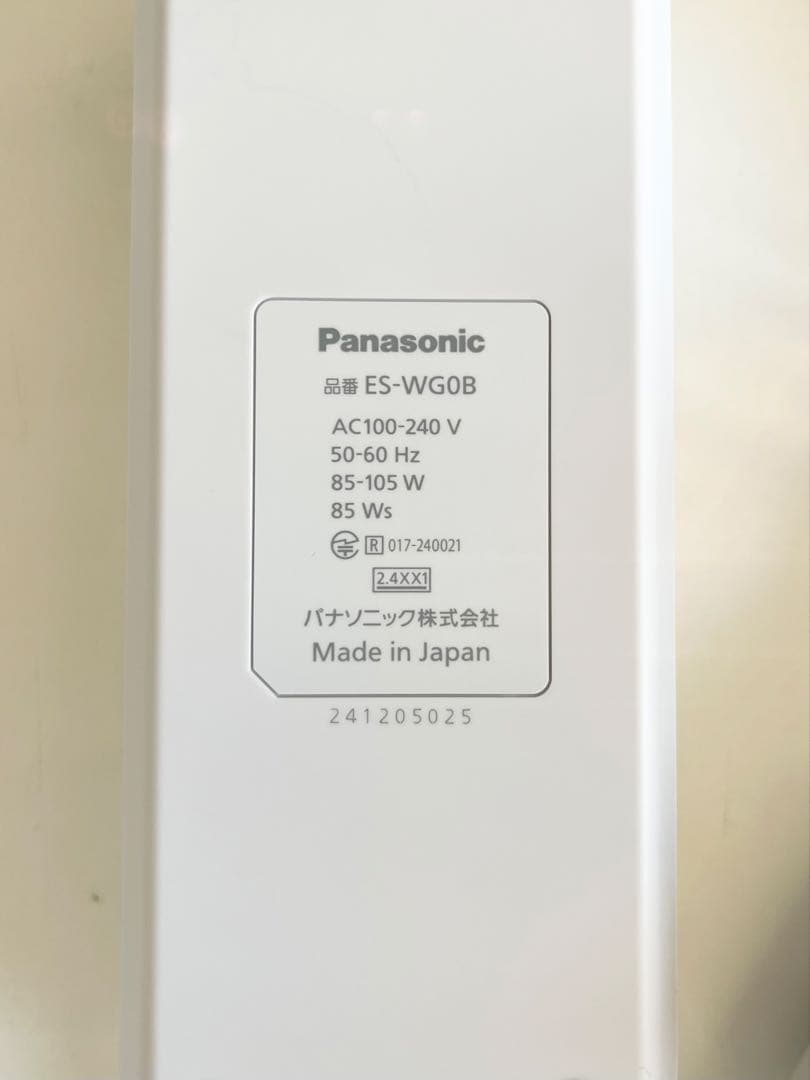 Panasonic
品番 ES-WG0B
AC100-240 V
50-60 Hz
85-105 W
85 Ws
R 017-240021
2.4XX1
パナソニック株式会社
Made in Japan
241205025